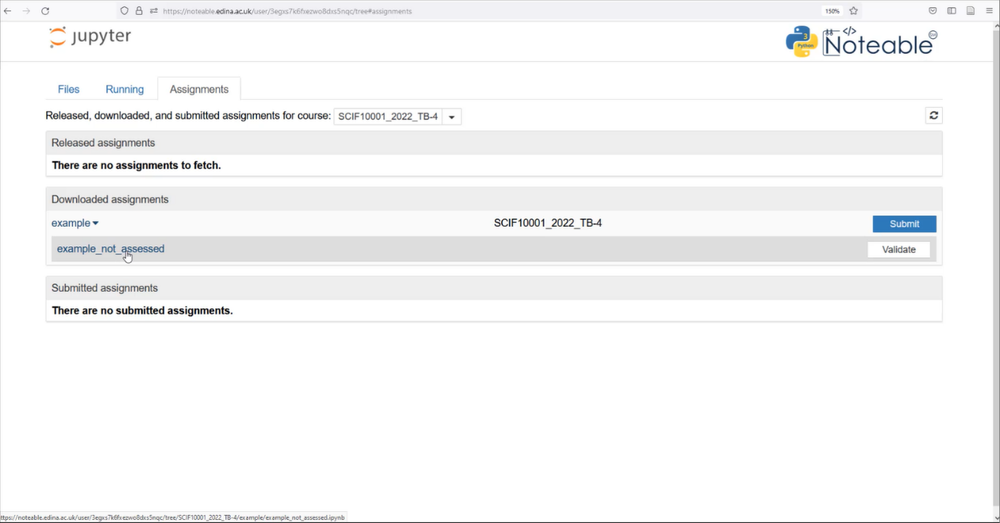 https://noteable.edina.ac.uk/user/3egxs7k6fxezwo8dxs5nqc/tree#assignments
150%
jupyter
3
Python
</>
Noteable
Files
Running
Assignments
Released, downloaded, and submitted assignments for course: SCIF10001_2022_TB-4
Released assignments
There are no assignments to fetch.
Downloaded assignments
example
SCIF10001_2022_TB-4
Submit
example_not_assessed
Validate
Submitted assignments
There are no submitted assignments.
ttps://noteable.edina.ac.uk/user/3egxs7k6fxezwo8dxs5nqc/tree/SCIF10001_2022_TB-4/example/example_not_assessed.ipynb